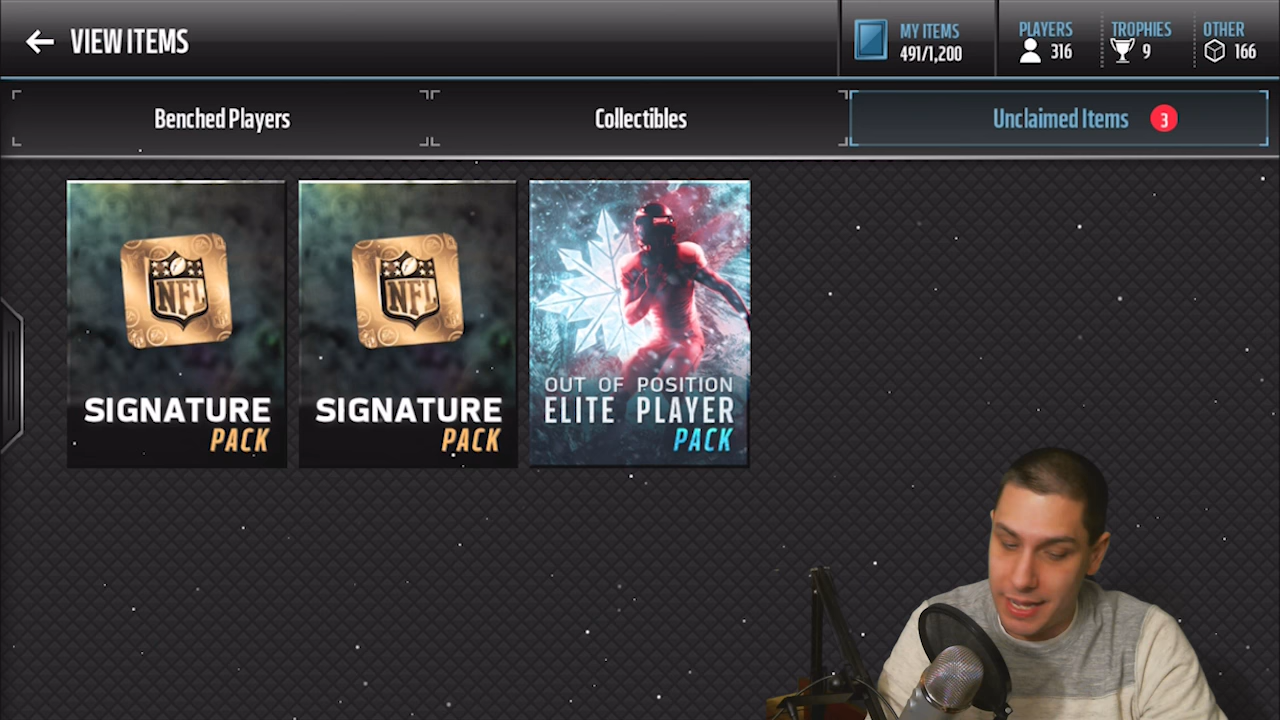 VIEW ITEMS
MY ITEMS
491/1,200
PLAYERS
316
TROPHIES
9
OTHER
166
Benched Players
Collectibles
Unclaimed Items 3
NFL
SIGNATURE
PACK
NFL
SIGNATURE
PACK
OUT OF POSITION
ELITE PLAYER
PACK